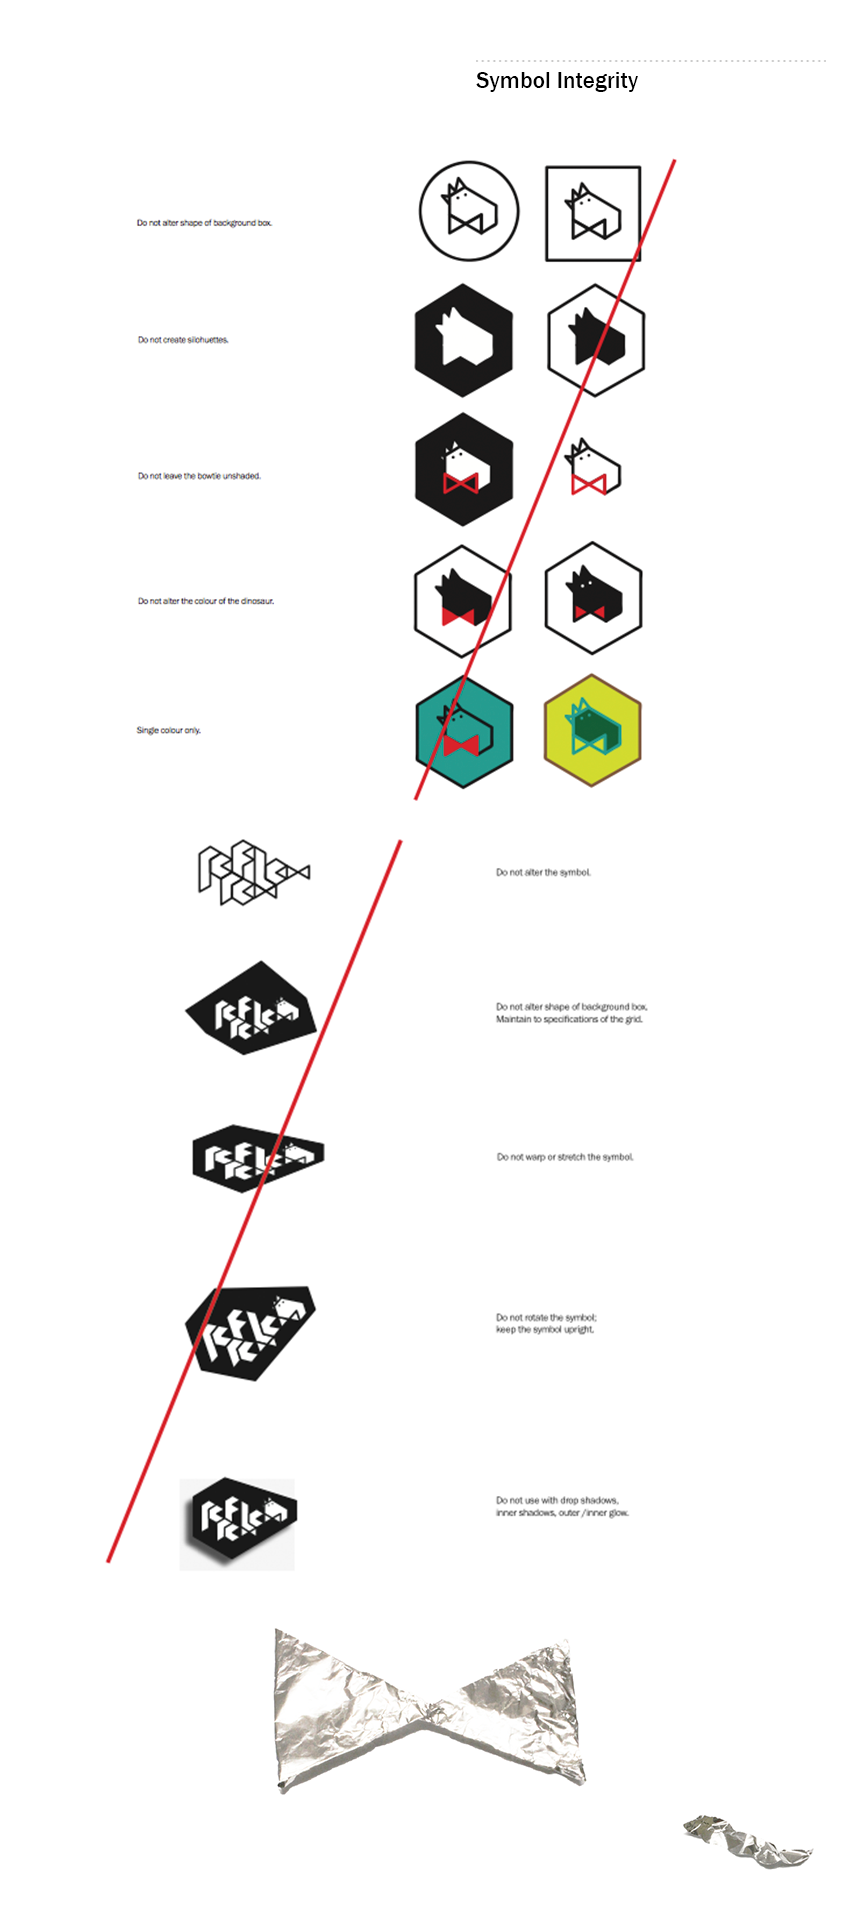 Symbol Integrity
Do not alter shape of background box.
Do not create silohuettes.
Do not leave the bowtie unshaded.
Do not alter the colour of the dinosaur.
Single colour only.
Do not alter the symbol.
Do not alter shape of background box.
Maintain to specifications of the grid.
Do not warp or stretch the symbol.
Do not rotate the symbol;
keep the symbol upright.
Do not use with drop shadows,
inner shadows, outer /inner glow.